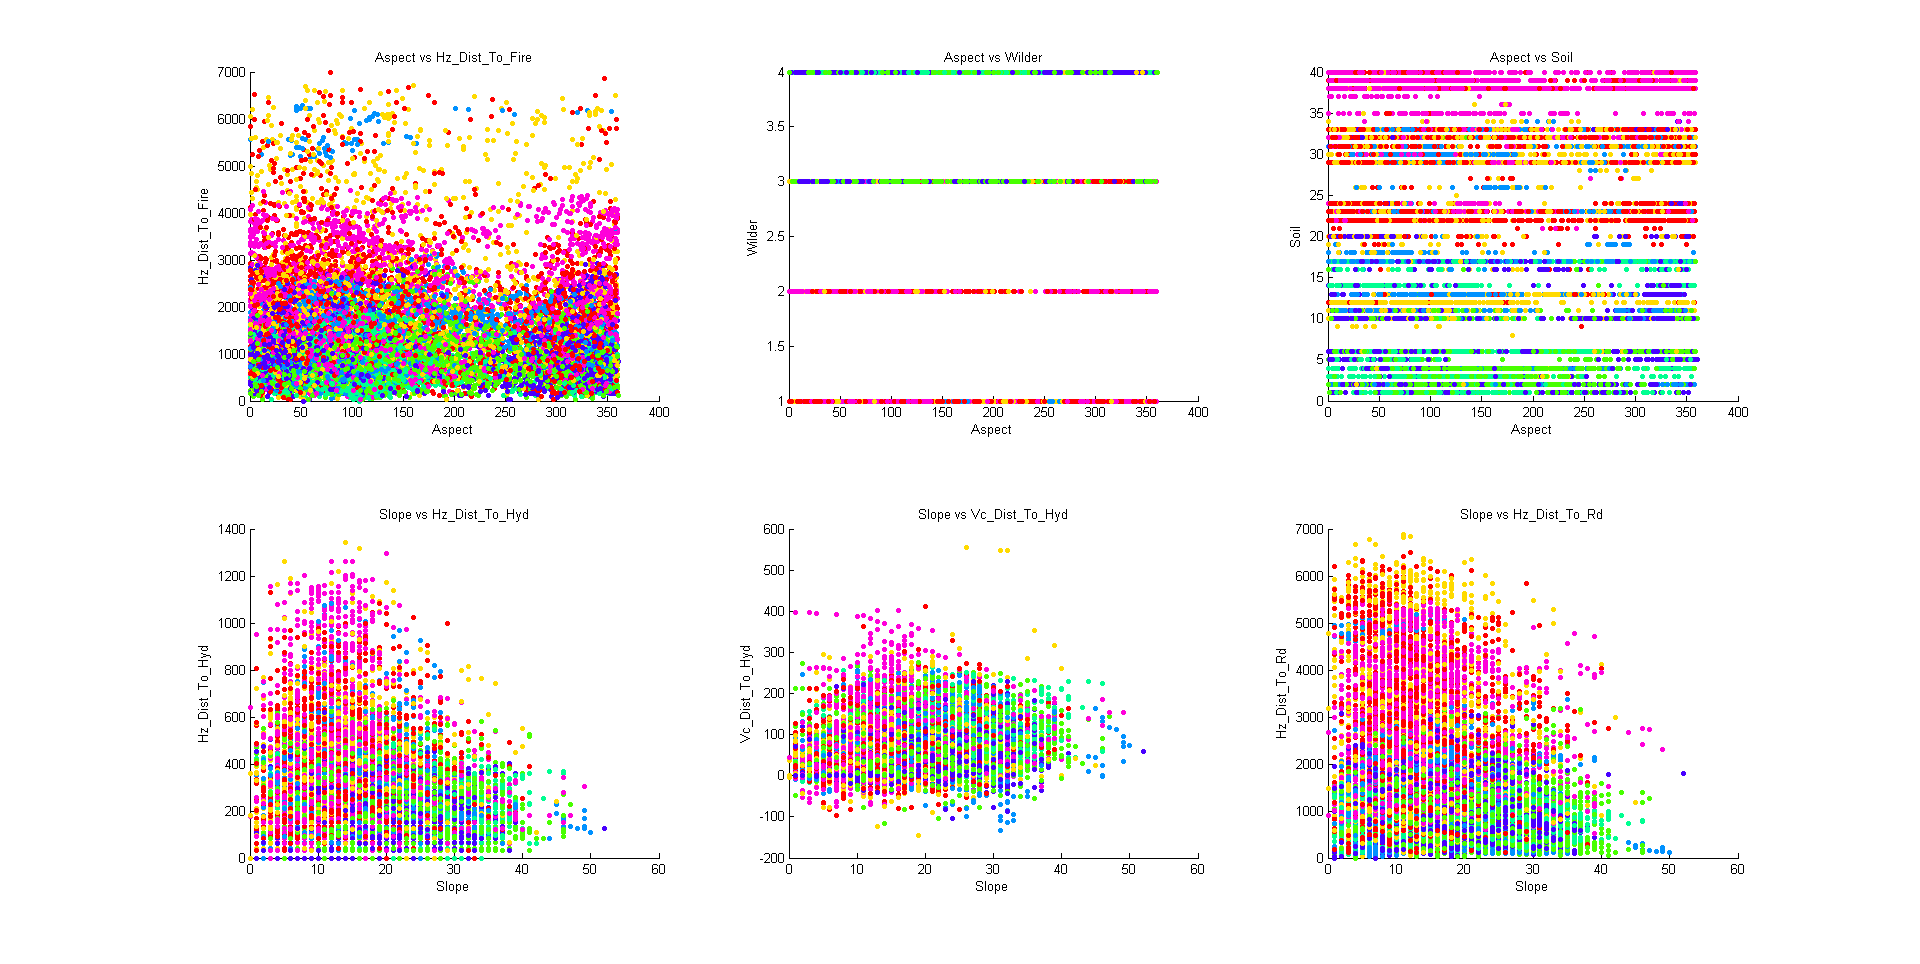 Aspect vs Hz_Dist_To_Fire
7000
6000
5000
4000
3000
2000
1000
0
Hz_Dist_To_Fire
0 50 100 150 200 250 300 350 400
Aspect
Aspect vs Wilder
4
3.5
3
2.5
2
1.5
1
Wilder
0 50 100 150 200 250 300 350 400
Aspect
Aspect vs Soil
40
35
30
25
20
15
10
5
0
Soil
0 50 100 150 200 250 300 350 400
Aspect
Slope vs Hz_Dist_To_Hyd
1400
1200
1000
800
600
400
200
0
Hz_Dist_To_Hyd
0 10 20 30 40 50 60
Slope
Slope vs Vc_Dist_To_Hyd
600
500
400
300
200
100
0
-100
-200
Vc_Dist_To_Hyd
0 10 20 30 40 50 60
Slope
Slope vs Hz_Dist_To_Rd
7000
6000
5000
4000
3000
2000
1000
0
Hz_Dist_To_Rd
0 10 20 30 40 50 60
Slope